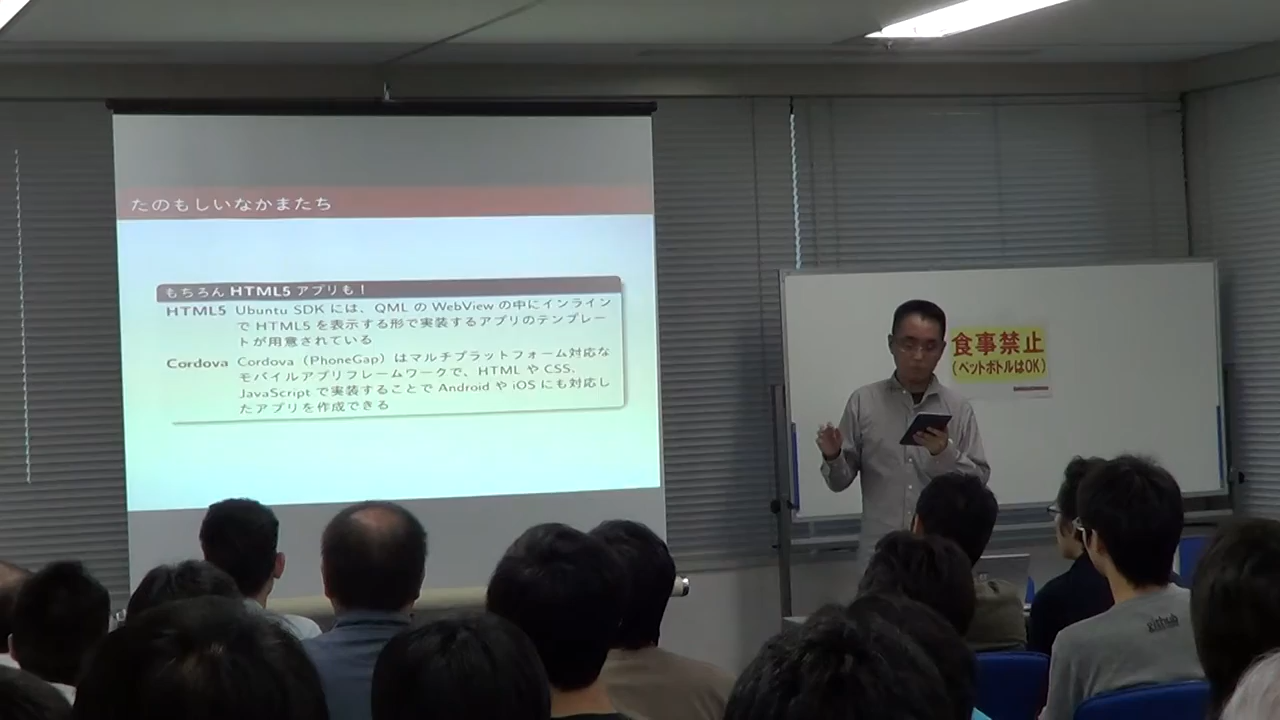 たのもしいなかまたち
もちろん HTML5 アプリも！
HTML5 Ubuntu SDK には、QML の WebView の中にインライン
で HTML5 を表示する形で実装するアプリのテンプレー
トが用意されている
Cordova Cordova（PhoneGap）はマルチプラットフォーム対応な
モバイルアプリフレームワークで、HTML や CSS,
JavaScript で実装することで Android や iOS にも対応し
たアプリを作成できる
食事禁止
（ペットボトルはOK）
github